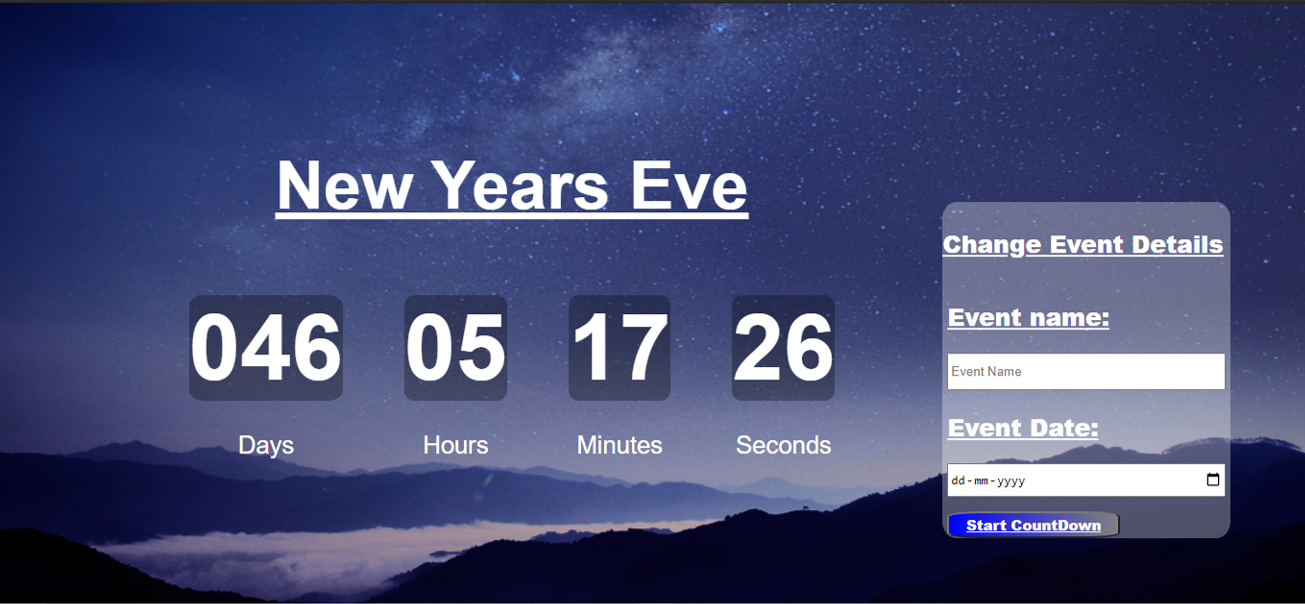 New Years Eve
046 05 17 26
Days Hours Minutes Seconds
Change Event Details
Event name:
Event Name
Event Date:
dd-mm-yyyy
Start CountDown